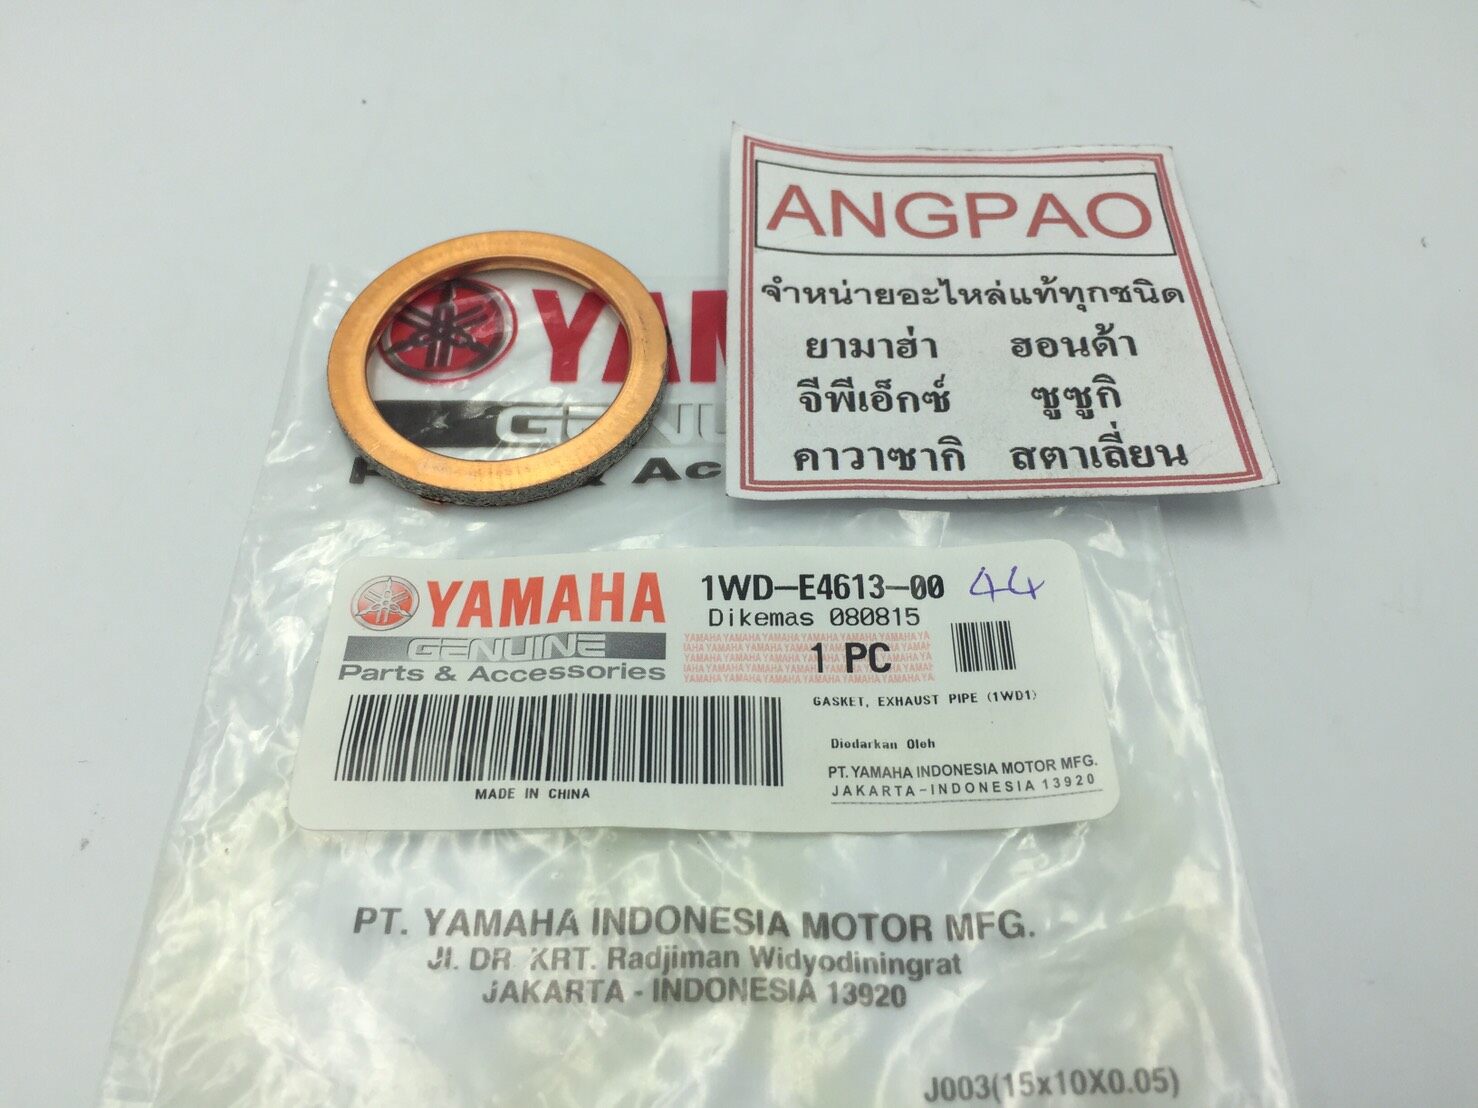 ANGPAO
จำหน่ายอะไหล่แท้ทุกชนิด
ยามาฮ่า ฮอนด้า
จีพีเอ็กซ์ ซูซูกิ
คาวาซากิ สตาเลี่ยน
YAMAHA
GENUINE
Parts & Accessories
1WD-E4613-00 44
Dikemas 080815
1 PC
GASKET, EXHAUST PIPE (1WD1)
Diedarkan Oleh
PT. YAMAHA INDONESIA MOTOR MFG.
JAKARTA-INDONESIA 13920
MADE IN CHINA
PT. YAMAHA INDONESIA MOTOR MFG.
Jl. DR. KRT. Radjiman Widyodiningrat
JAKARTA - INDONESIA 13920
J003(15x10X0.05)